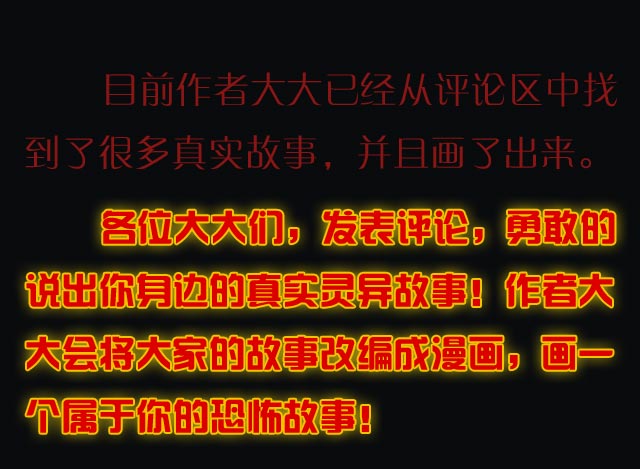 目前作者大大已经从评论区中找
到了很多真实故事，并且画了出来。
各位大大们，发表评论，勇敢的
说出你身边的真实灵异故事！作者大
大会将大家的故事改编成漫画，画一
个属于你的恐怖故事！